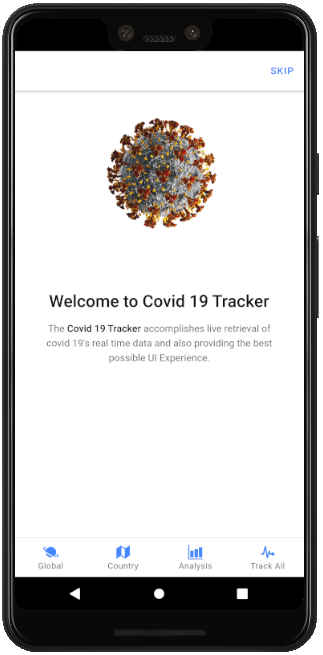 SKIP
Welcome to Covid 19 Tracker
The Covid 19 Tracker accomplishes live retrieval of
covid 19's real time data and also providing the best
possible UI Experience.
Global Country Analysis Track All